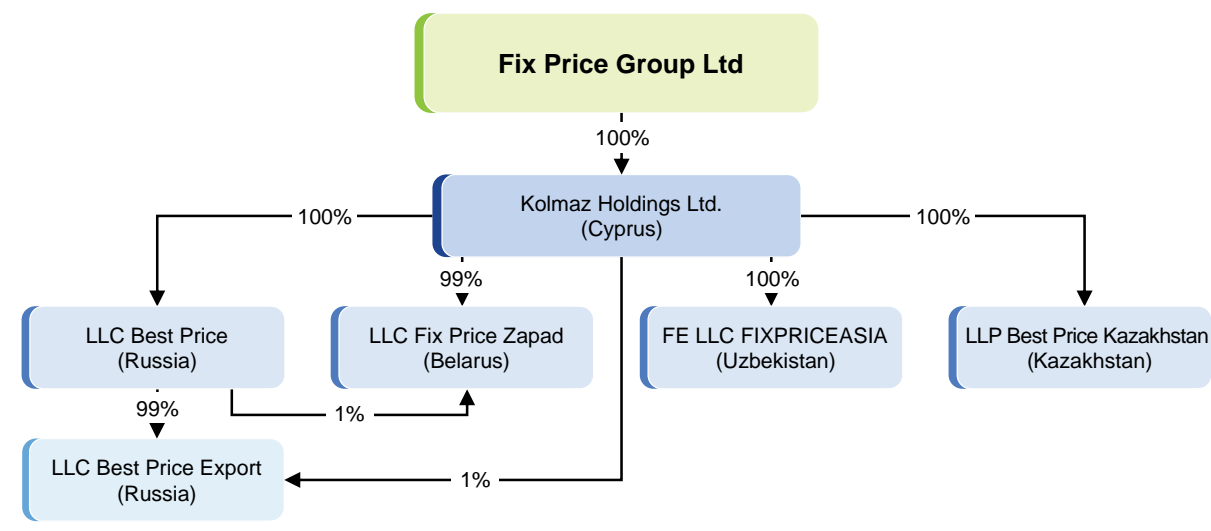 Fix Price Group Ltd
100%
Kolmaz Holdings Ltd.
(Cyprus)
100%
100%
99%
100%
LLC Best Price
(Russia)
LLC Fix Price Zapad
(Belarus)
FE LLC FIXPRICEASIA
(Uzbekistan)
LLP Best Price Kazakhstan
(Kazakhstan)
99%
1%
LLC Best Price Export
(Russia)
1%